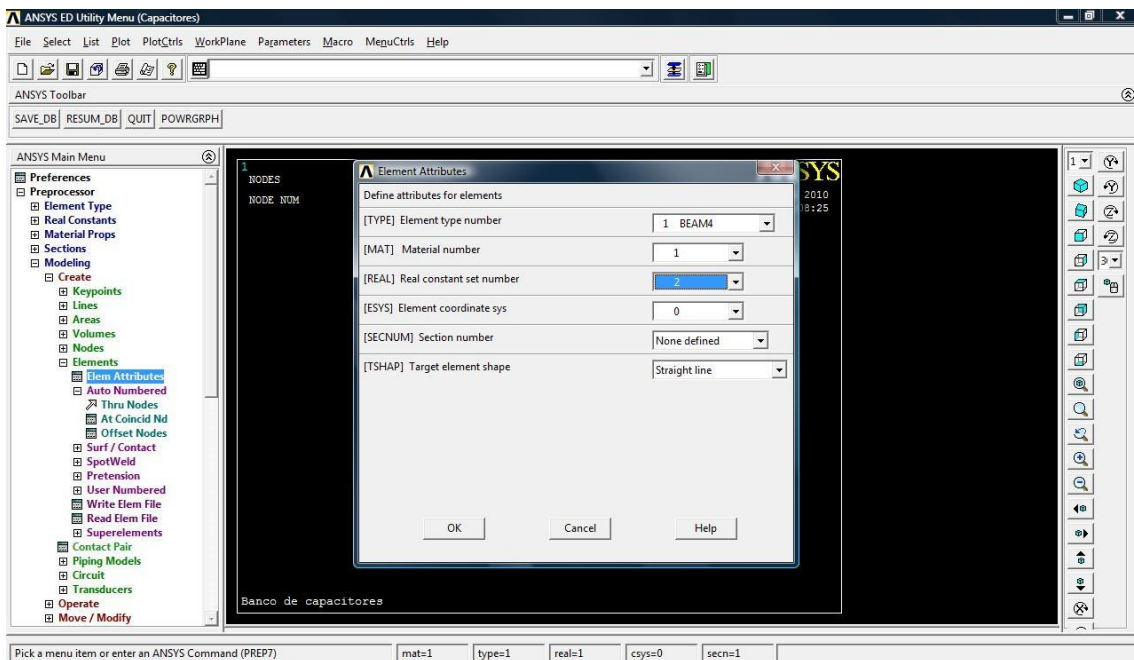 ANSYS ED Utility Menu (Capacitores)
File Select List Plot PlotCtrls WorkPlane Parameters Macro MenuCtrls Help
ANSYS Toolbar
SAVE_DB RESUM_DB QUIT POWRGRPH
ANSYS Main Menu
Preferences
Preprocessor
Element Type
Real Constants
Material Props
Sections
Modeling
Create
Keypoints
Lines
Areas
Volumes
Nodes
Elements
Elem Attributes
Auto Numbered
Thru Nodes
At Coincid Nd
Offset Nodes
Surf / Contact
SpotWeld
Pretension
User Numbered
Write Elem File
Read Elem File
Superelements
Contact Pair
Piping Models
Circuit
Transducers
Operate
Move / Modify
1
NODES
NODE NUM
SYS
2010
08:25
Element Attributes
Define attributes for elements
[TYPE] Element type number 1 BEAM4
[MAT] Material number 1
[REAL] Real constant set number 2
[ESYS] Element coordinate sys 0
[SECNUM] Section number None defined
[TSHAP] Target element shape Straight line
OK Cancel Help
Banco de capacitores
1
Pick a menu item or enter an ANSYS Command (PREP7) mat=1 type=1 real=1 csys=0 secn=1